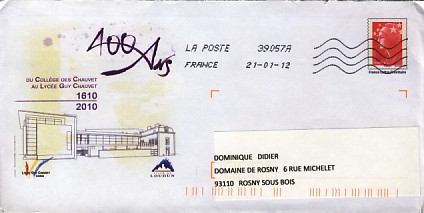 400 Ans
DU COLLÈGE DES CHAUVET
AU LYCÉE GUY CHAUVET
1610
2010
LA POSTE 39057A
FRANCE 21-01-12
LOUDUN
DOMINIQUE DIDIER
DOMAINE DE ROSNY 6 RUE MICHELET
93110 ROSNY SOUS BOIS